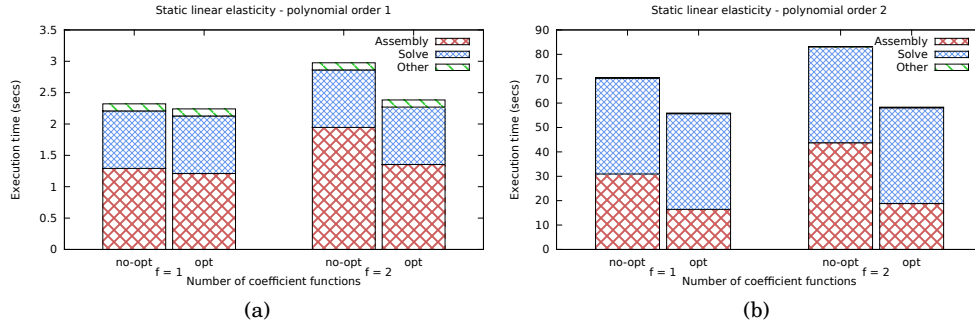 Static linear elasticity - polynomial order 1
3.5
3
2.5
2
1.5
1
0.5
0
Execution time (secs)
Assembly
Solve
Other
no-opt opt no-opt opt
f = 1 f = 2
Number of coefficient functions
(a)
Static linear elasticity - polynomial order 2
90
80
70
60
50
40
30
20
10
0
Execution time (secs)
Assembly
Solve
Other
no-opt opt no-opt opt
f = 1 f = 2
Number of coefficient functions
(b)